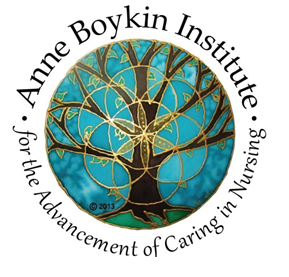 · Anne Boykin Institute ·
for the Advancement of Caring in Nursing
© 2013